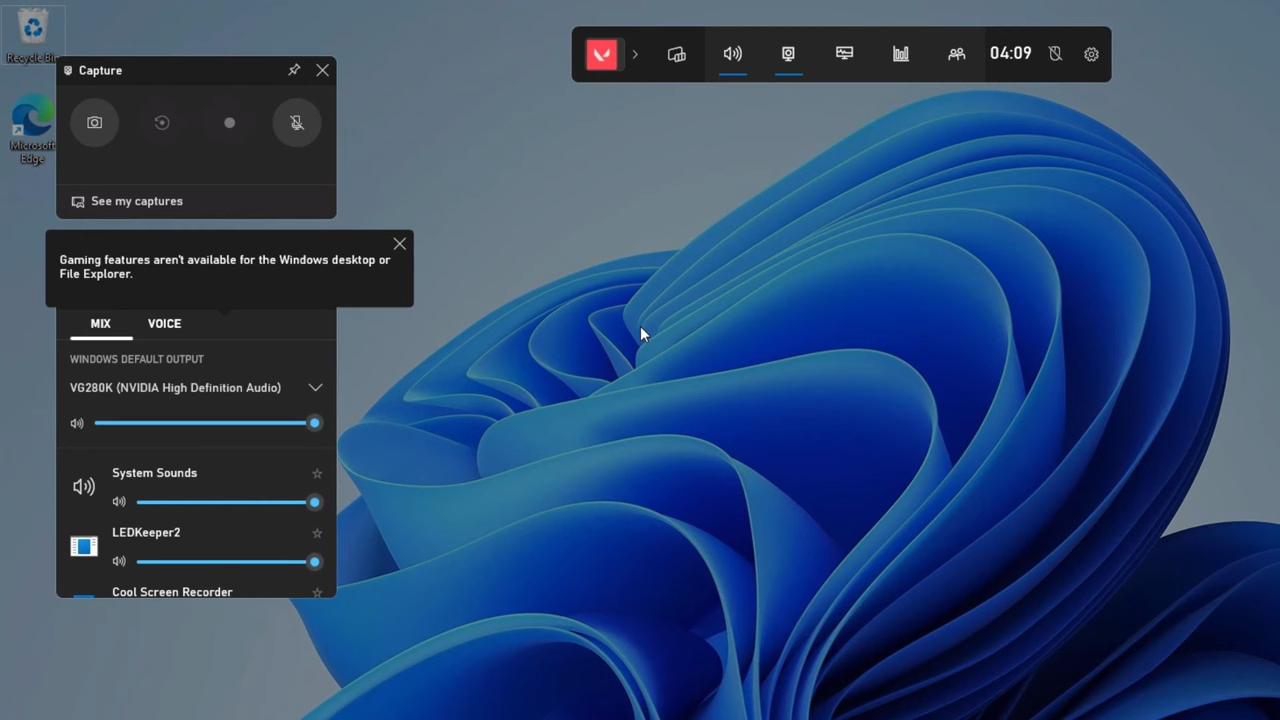 Recycle Bin
Capture
04:09
Microsoft
Edge
See my captures
Gaming features aren't available for the Windows desktop or
File Explorer.
MIX VOICE
WINDOWS DEFAULT OUTPUT
VG280K (NVIDIA High Definition Audio)
System Sounds
LEDKeeper2
Cool Screen Recorder